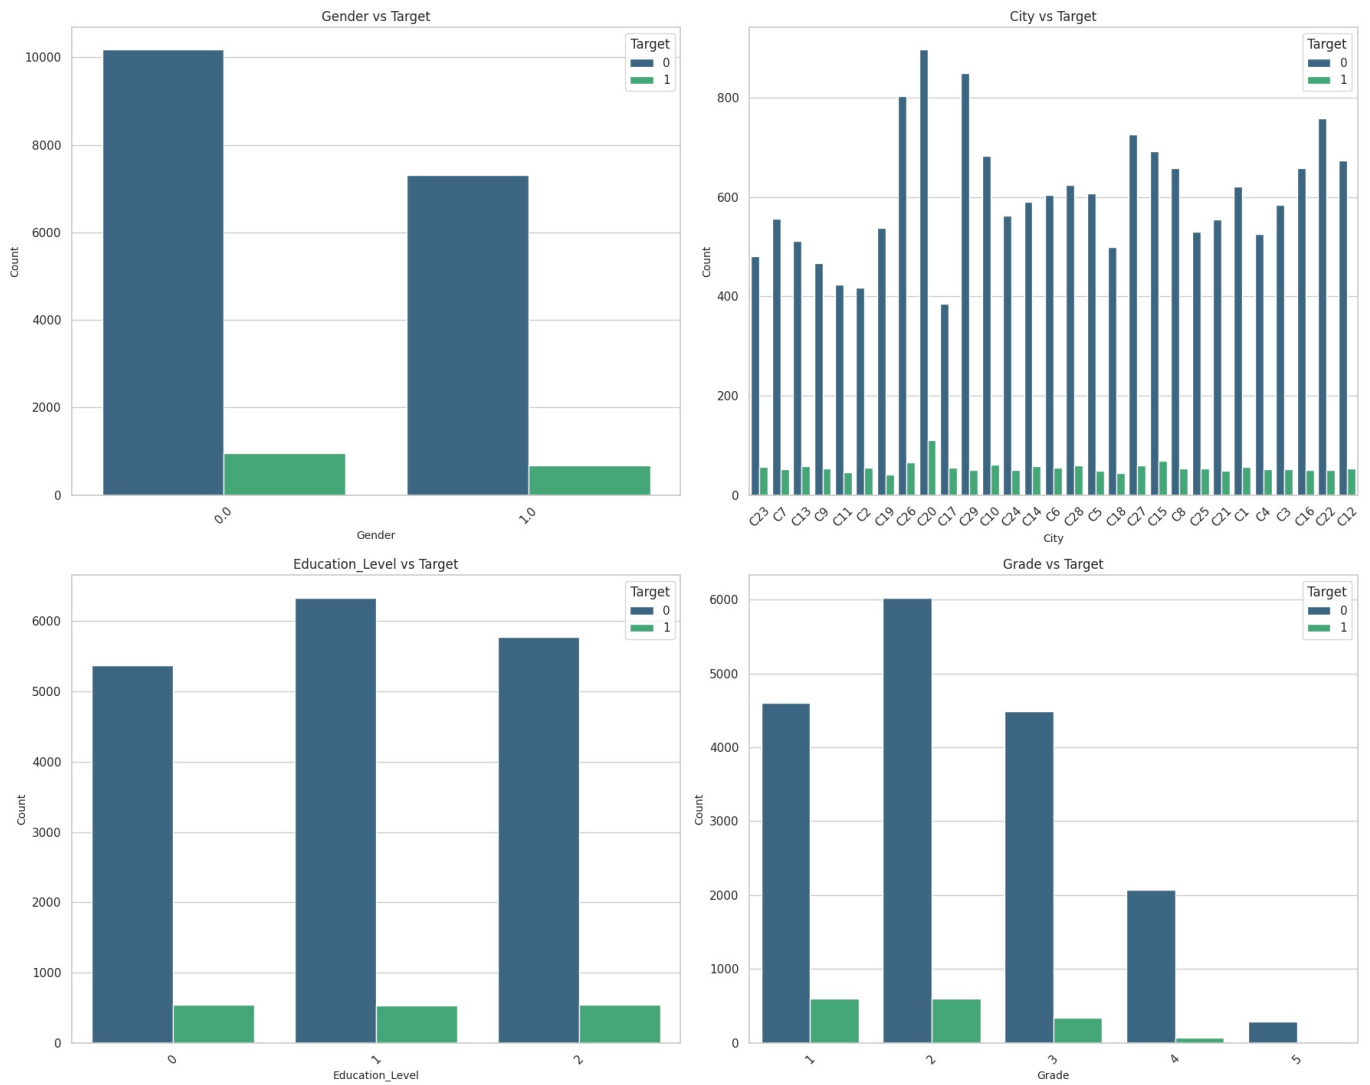 Gender vs Target
Count
10000
8000
6000
4000
2000
0
Target
0
1
0.0
1.0
Gender
City vs Target
Count
800
600
400
200
0
Target
0
1
C23 C7 C13 C9 C11 C2 C19 C26 C20 C17 C29 C10 C24 C14 C6 C28 C5 C18 C27 C15 C8 C25 C21 C1 C4 C3 C16 C22 C12
City
Education_Level vs Target
Count
6000
5000
4000
3000
2000
1000
0
Target
0
1
0
1
2
Education_Level
Grade vs Target
Count
6000
5000
4000
3000
2000
1000
0
Target
0
1
1
2
3
4
5
Grade